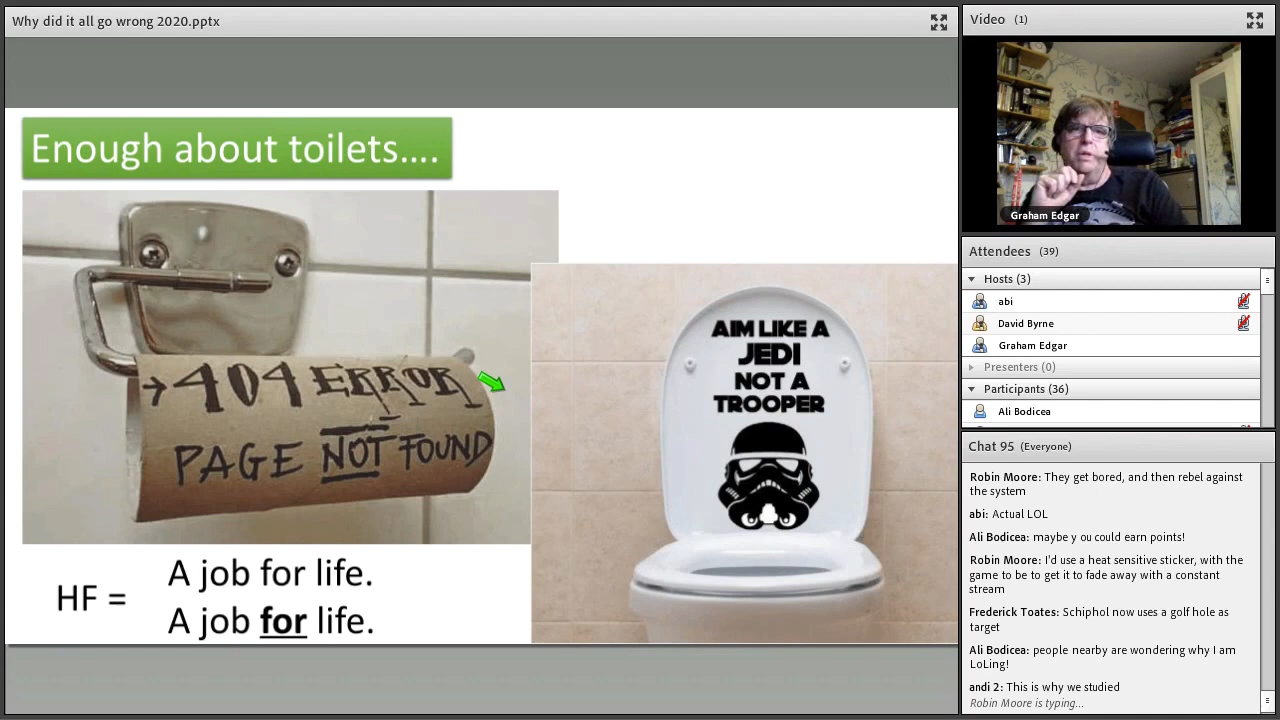 Why did it all go wrong 2020.pptx
Enough about toilets....
→404 ERROR
PAGE NOT FOUND
AIM LIKE A
JEDI
NOT A
TROOPER
HF =
A job for life.
A job for life.
Video (1)
Graham Edgar
Attendees (39)
Hosts (3)
abi
David Byrne
Graham Edgar
Presenters (0)
Participants (36)
Ali Bodicea
Chat 95 (Everyone)
Robin Moore: They get bored, and then rebel against
the system
abi: Actual LOL
Ali Bodicea: maybe y ou could earn points!
Robin Moore: I'd use a heat sensitive sticker, with the
game to be to get it to fade away with a constant
stream
Frederick Toates: Schiphol now uses a golf hole as
target
Ali Bodicea: people nearby are wondering why I am
LoLing!
andi 2: This is why we studied
Robin Moore is typing...